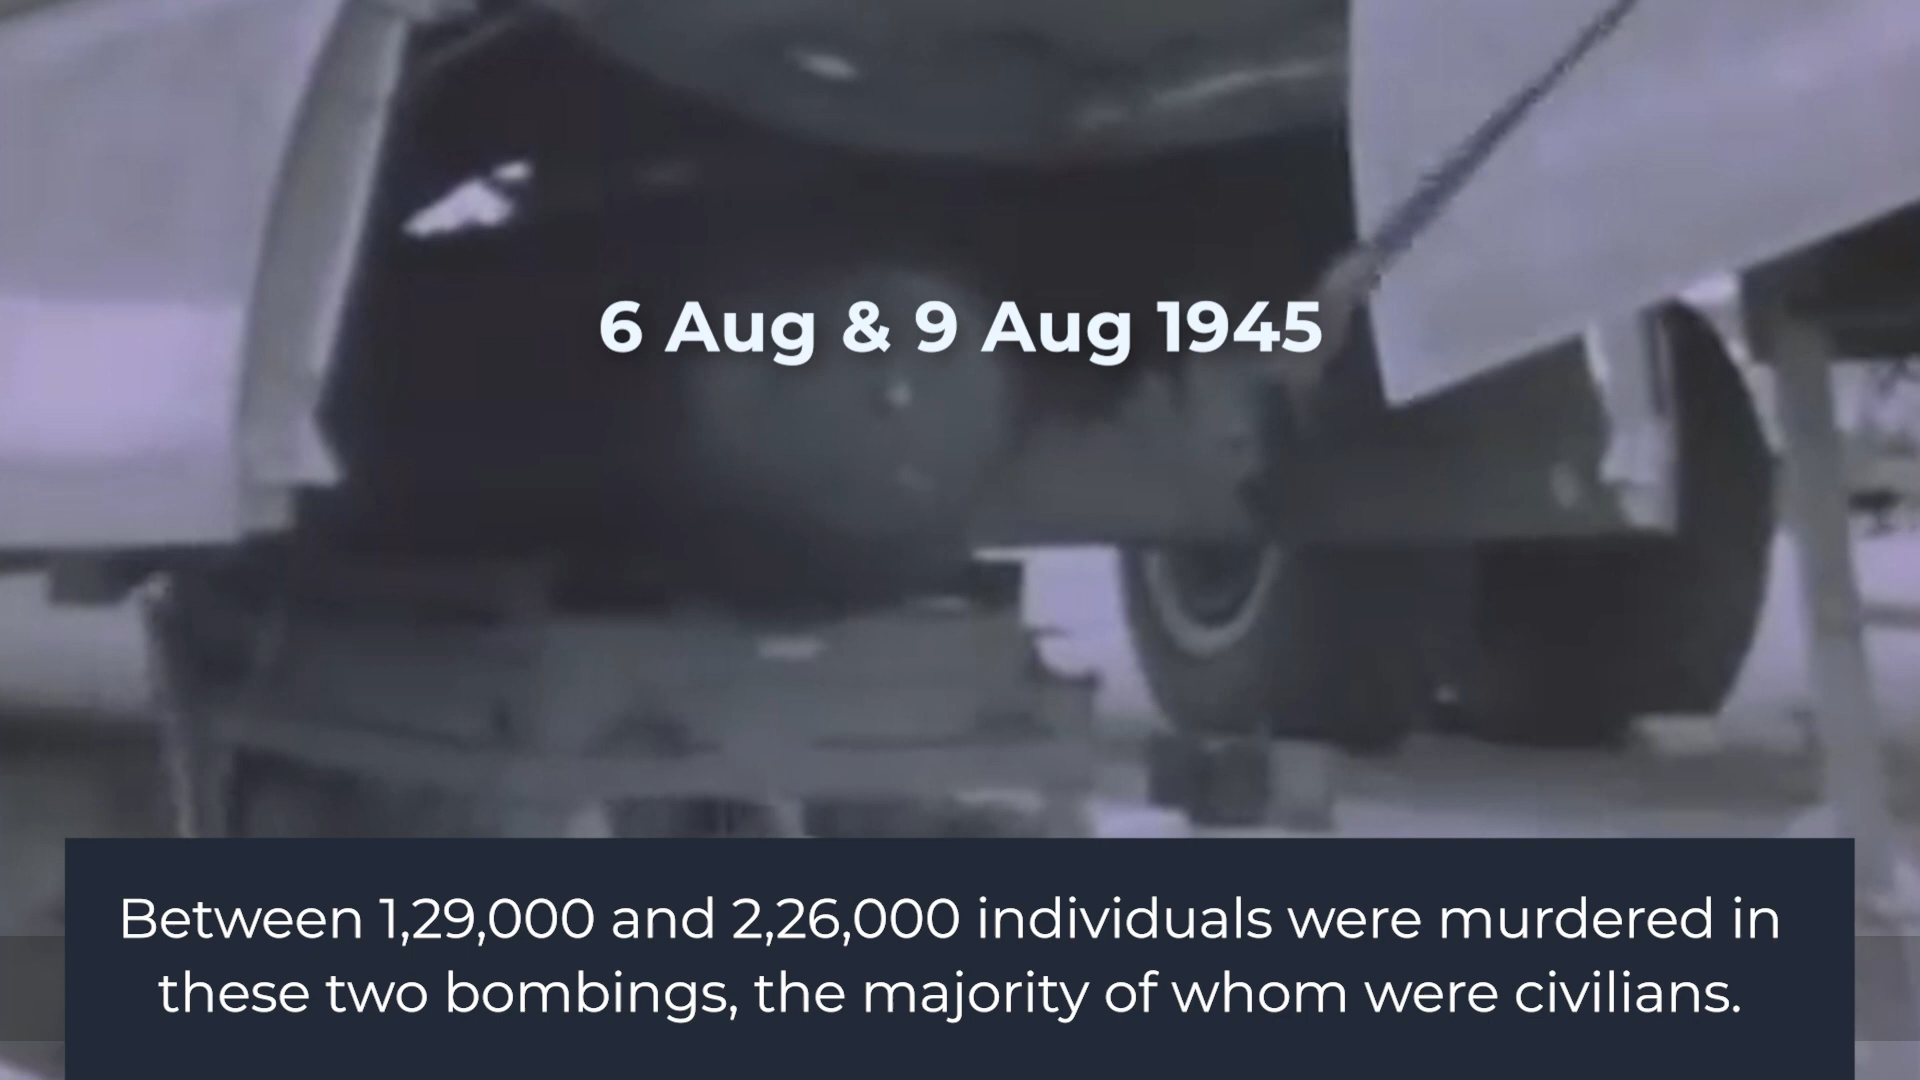 6 Aug & 9 Aug 1945
Between 1,29,000 and 2,26,000 individuals were murdered in
these two bombings, the majority of whom were civilians.